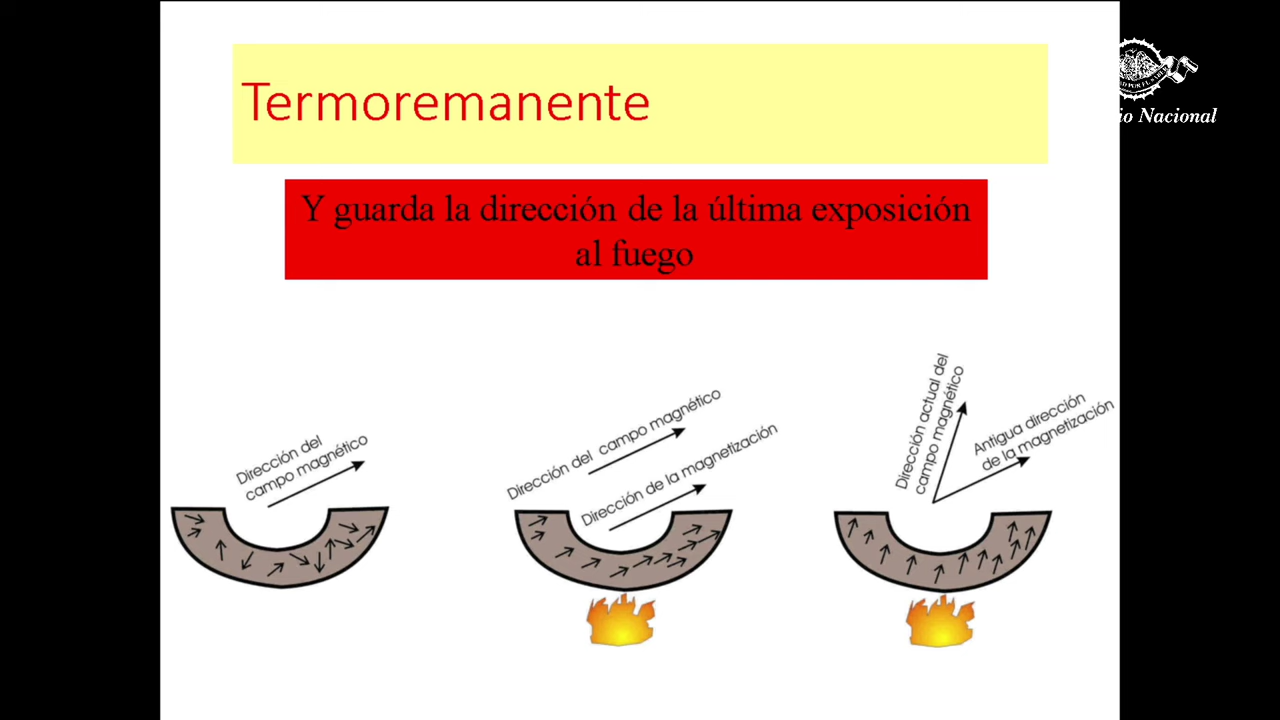 Termoremanente
Y guarda la dirección de la última exposición
al fuego
Dirección del
campo magnético
Dirección del campo magnético
Dirección de la magnetización
Dirección actual del
campo magnético
Antigua dirección
de la magnetización
Nacional